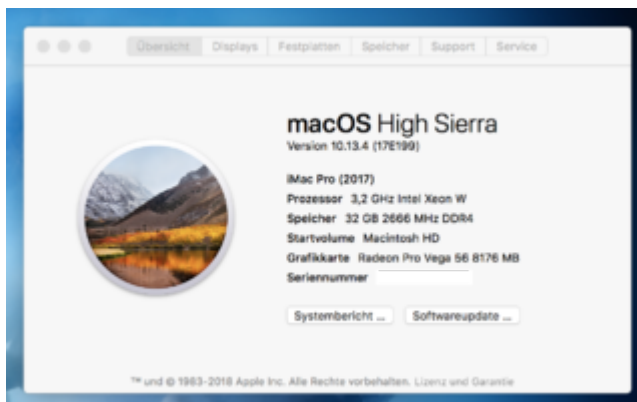 Übersicht Displays Festplatten Speicher Support Service
macOS High Sierra
Version 10.13.4 (17E199)
iMac Pro (2017)
Prozessor 3,2 GHz Intel Xeon W
Speicher 32 GB 2666 MHz DDR4
Startvolume Macintosh HD
Grafikkarte Radeon Pro Vega 56 8176 MB
Seriennummer
Systembericht ... Softwareupdate ...
™ und © 1983-2018 Apple Inc. Alle Rechte vorbehalten. Lizenz und Garantie